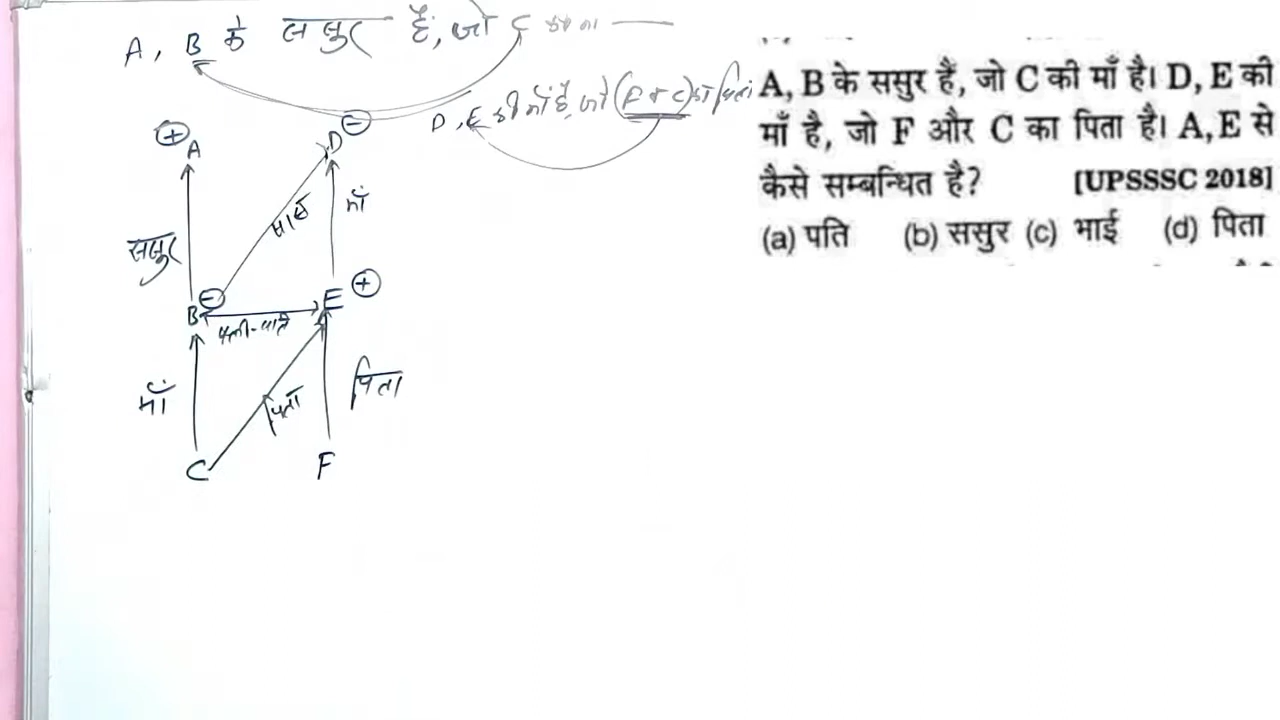 A, B के ससुर हैं, जो C
D, E की माँ है, जो (F व C) का पिता
A, B के ससुर हैं, जो C की माँ है। D, E की
माँ है, जो F और C का पिता है। A, E से
कैसे सम्बन्धित है? [UPSSSC 2018]
(a) पति (b) ससुर (c) भाई (d) पिता
+ A
D −
ससुर
सास
माँ
B −
E +
पत्नी-पति
माँ
पिता
पिता
C
F